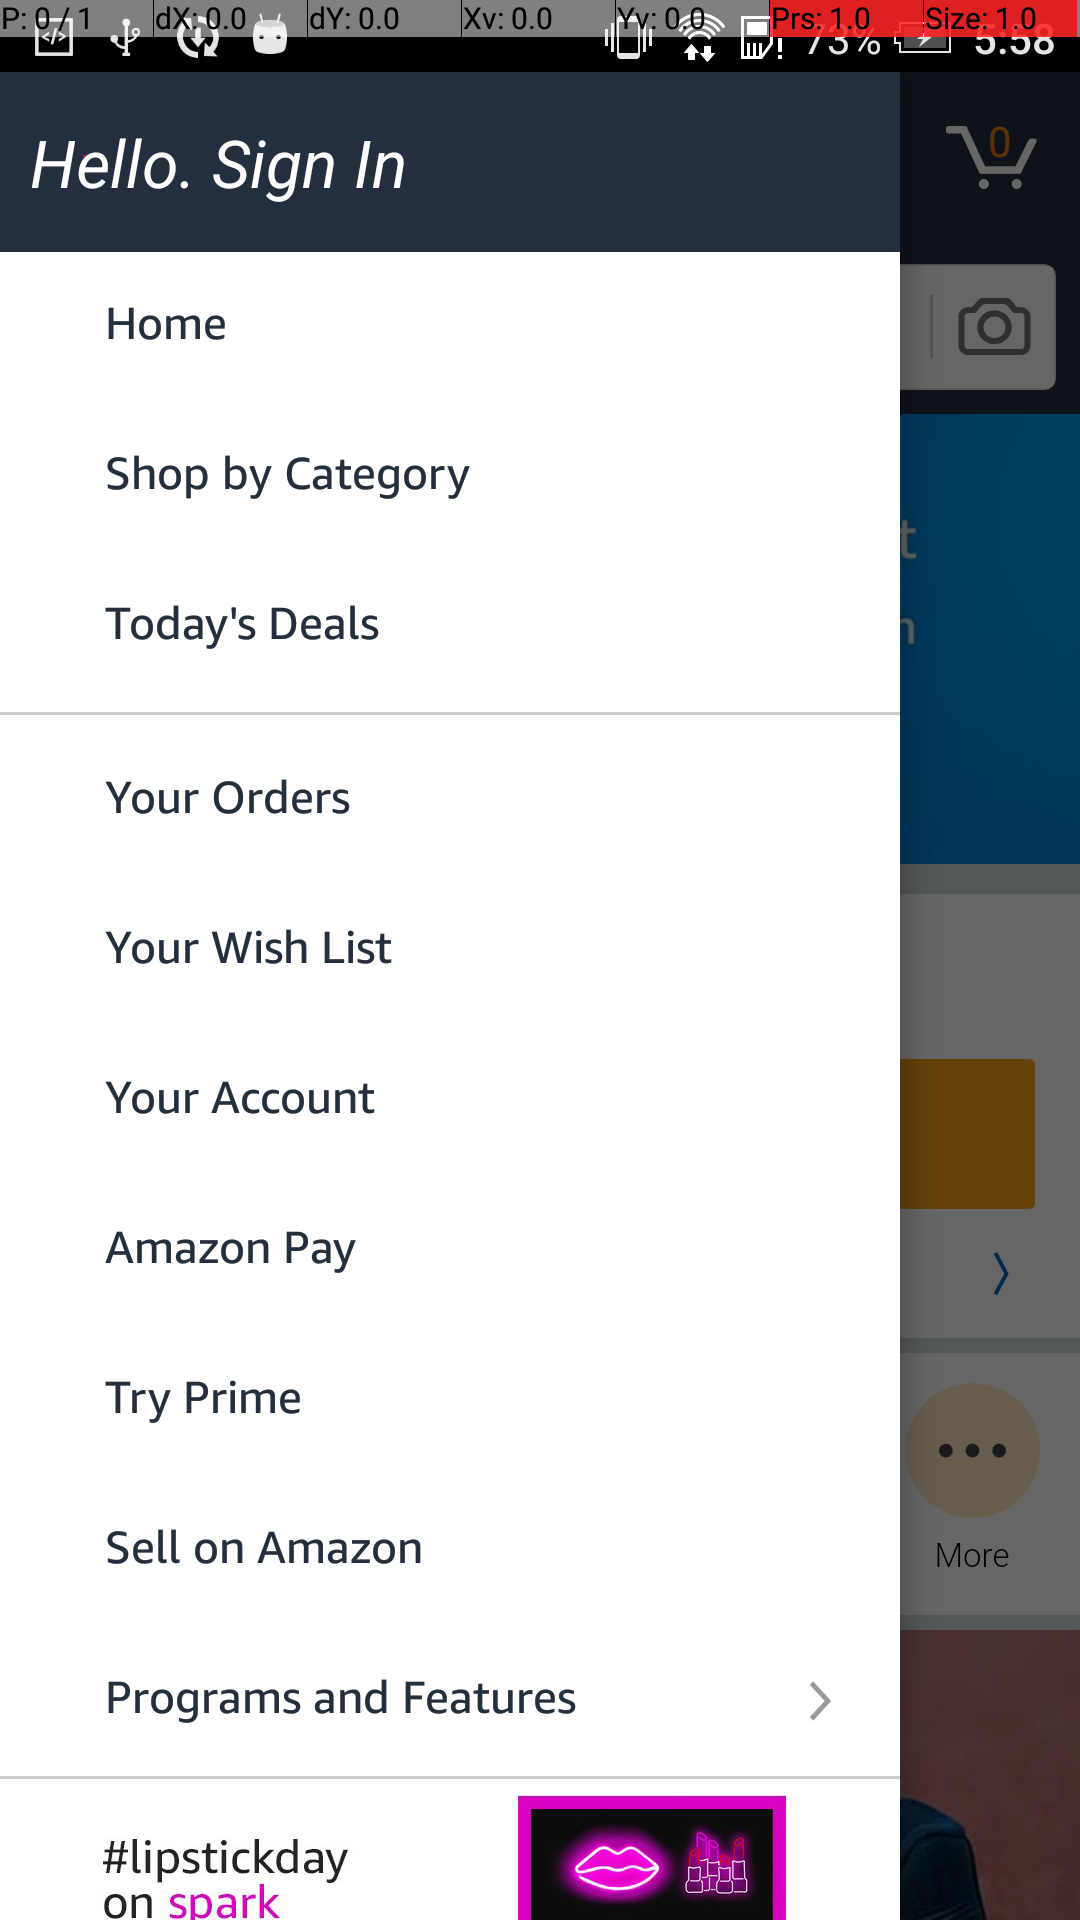 P: 0 / 1 dX: 0.0 dY: 0.0 Xv: 0.0 Yv: 0.0 Prs: 1.0 Size: 1.0
73% 5:58
Hello. Sign In
0
Home
Shop by Category
Today's Deals
Your Orders
Your Wish List
Your Account
Amazon Pay
Try Prime
Sell on Amazon
More
Programs and Features
#lipstickday
on spark